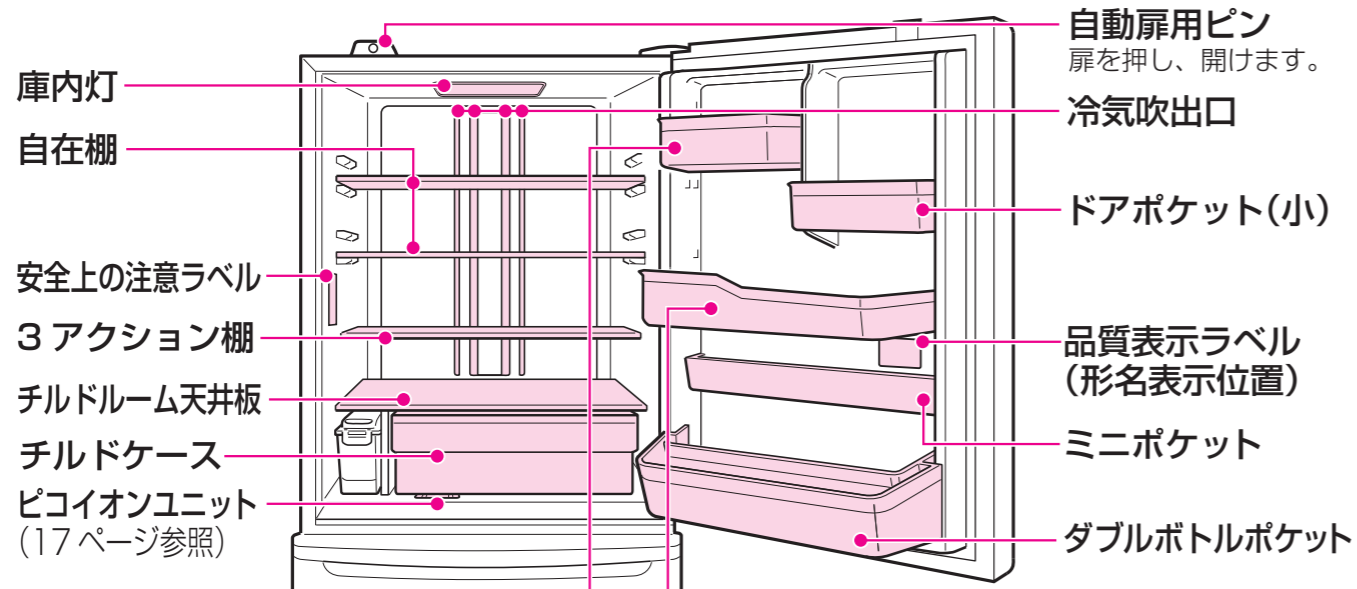 自動扉用ピン
扉を押し、開けます。
庫内灯
冷気吹出口
自在棚
ドアポケット(小)
安全上の注意ラベル
3 アクション棚
品質表示ラベル
(形名表示位置)
チルドルーム天井板
ミニポケット
チルドケース
ピコイオンユニット
(17 ページ参照)
ダブルボトルポケット